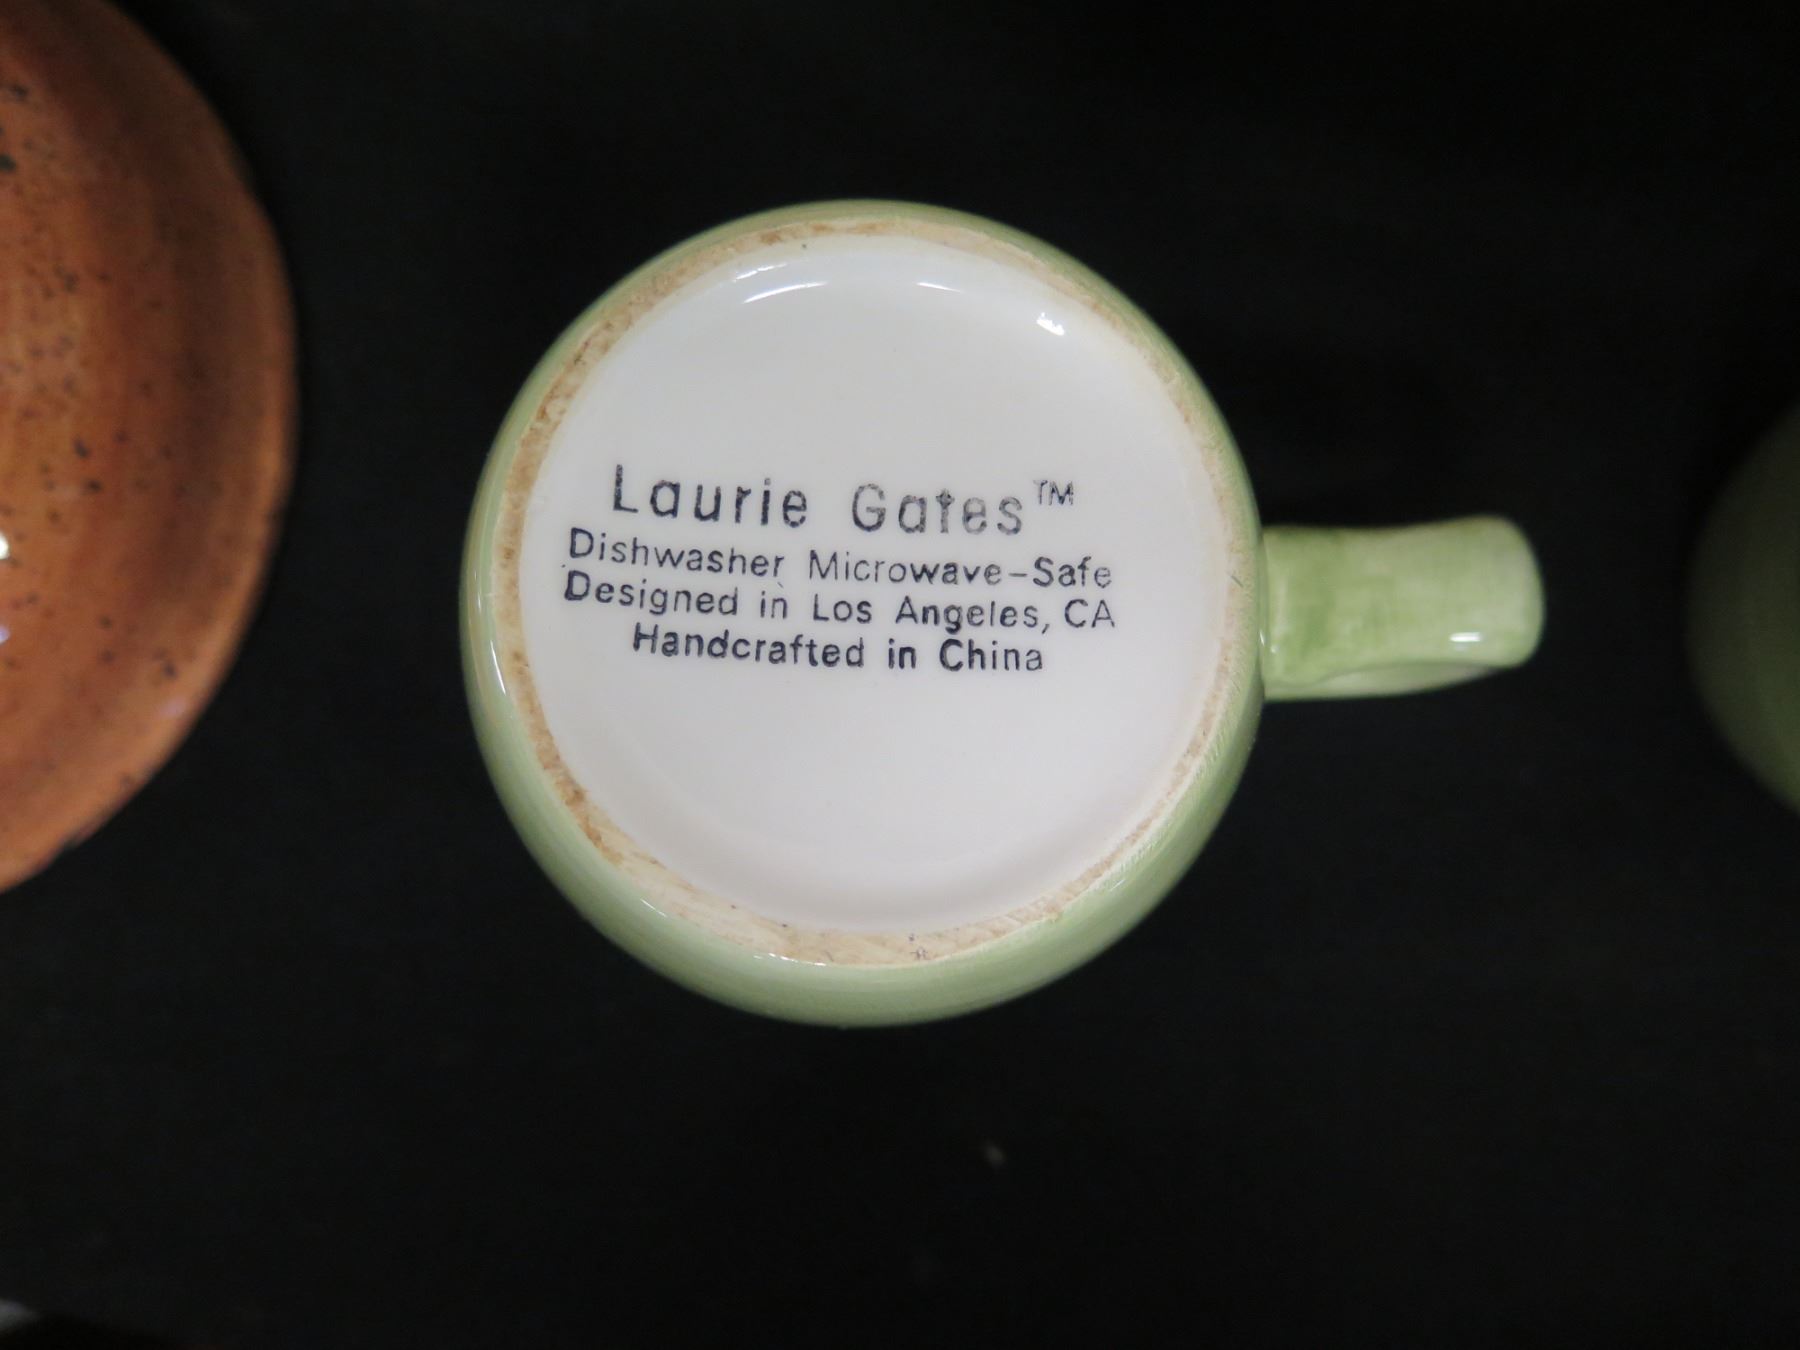 Laurie Gates™
Dishwasher Microwave-Safe
Designed in Los Angeles, CA
Handcrafted in China